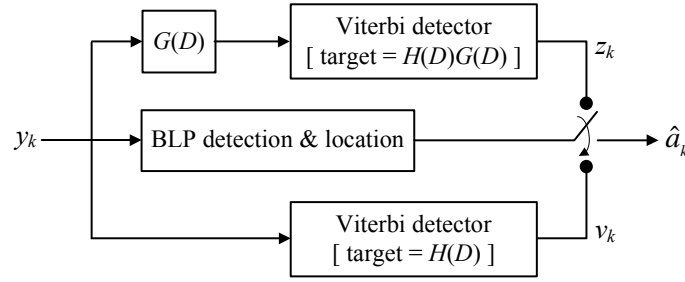 G(D)
Viterbi detector
[ target = H(D)G(D) ]
z_k
y_k
BLP detection & location
â_k
Viterbi detector
[ target = H(D) ]
v_k